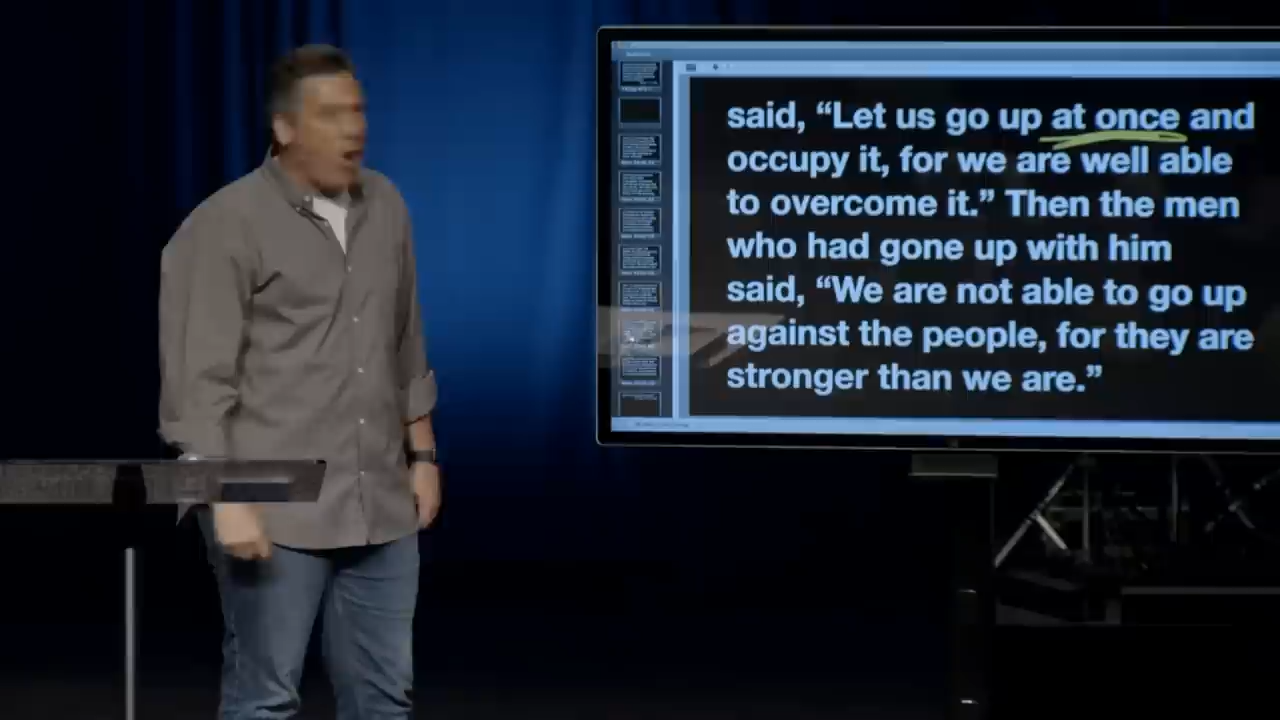 said, “Let us go up at once and
occupy it, for we are well able
to overcome it.” Then the men
who had gone up with him
said, “We are not able to go up
against the people, for they are
stronger than we are.”